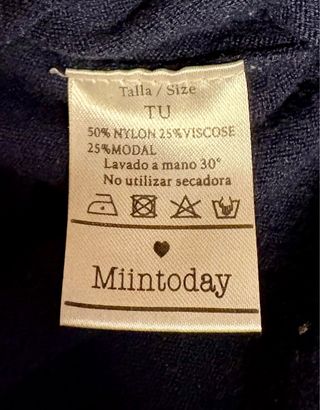 Talla / Size
TU
50% NYLON 25% VISCOSE
25% MODAL
Lavado a mano 30°
No utilizar secadora
Miintoday